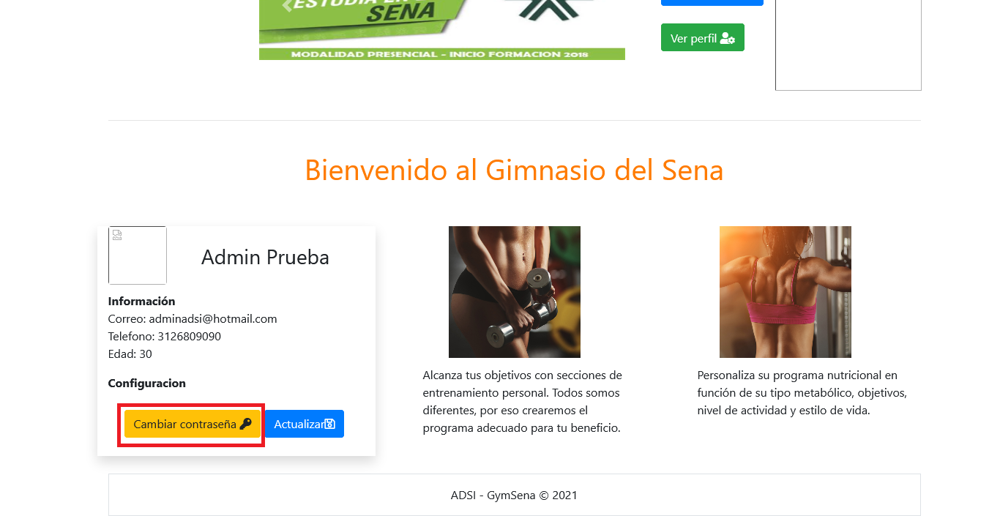 SENA
MODALIDAD PRESENCIAL - INICIO FORMACION 2018
Ver perfil
Bienvenido al Gimnasio del Sena
Admin Prueba
Información
Correo: adminadsi@hotmail.com
Telefono: 3126809090
Edad: 30
Configuracion
Cambiar contraseña
Actualizar
Alcanza tus objetivos con secciones de
entrenamiento personal. Todos somos
diferentes, por eso crearemos el
programa adecuado para tu beneficio.
Personaliza su programa nutricional en
función de su tipo metabólico, objetivos,
nivel de actividad y estilo de vida.
ADSI - GymSena © 2021